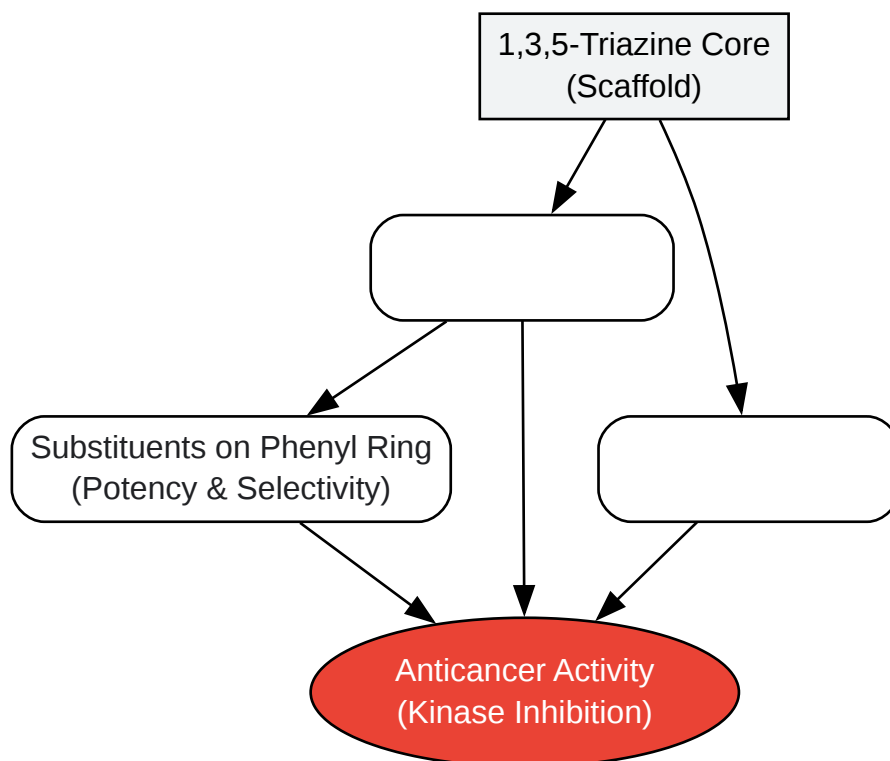 1,3,5-Triazine Core
(Scaffold)
Substituents on Phenyl Ring
(Potency & Selectivity)
Anticancer Activity
(Kinase Inhibition)